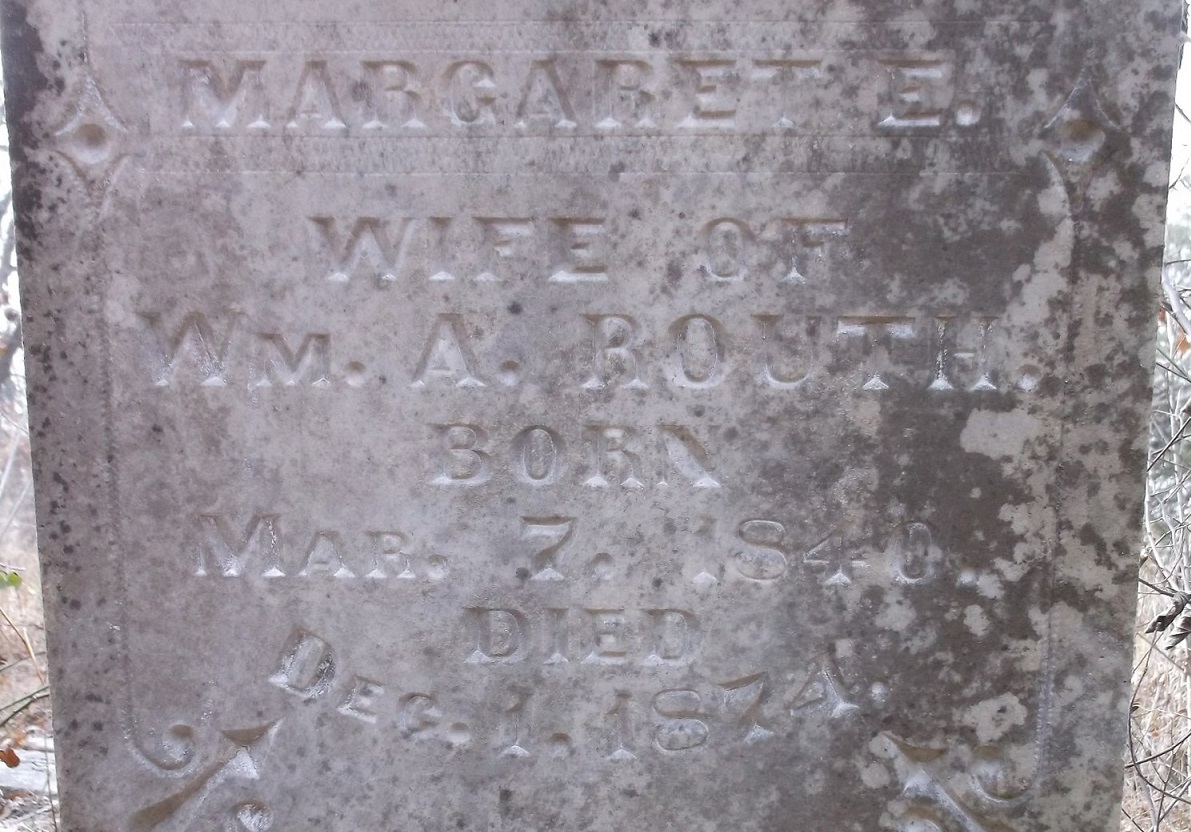 MARGARET E.
WIFE OF
WM. A. ROUTH.
BORN
MAR. 7. 1840.
DIED
DEC. 1. 1874.